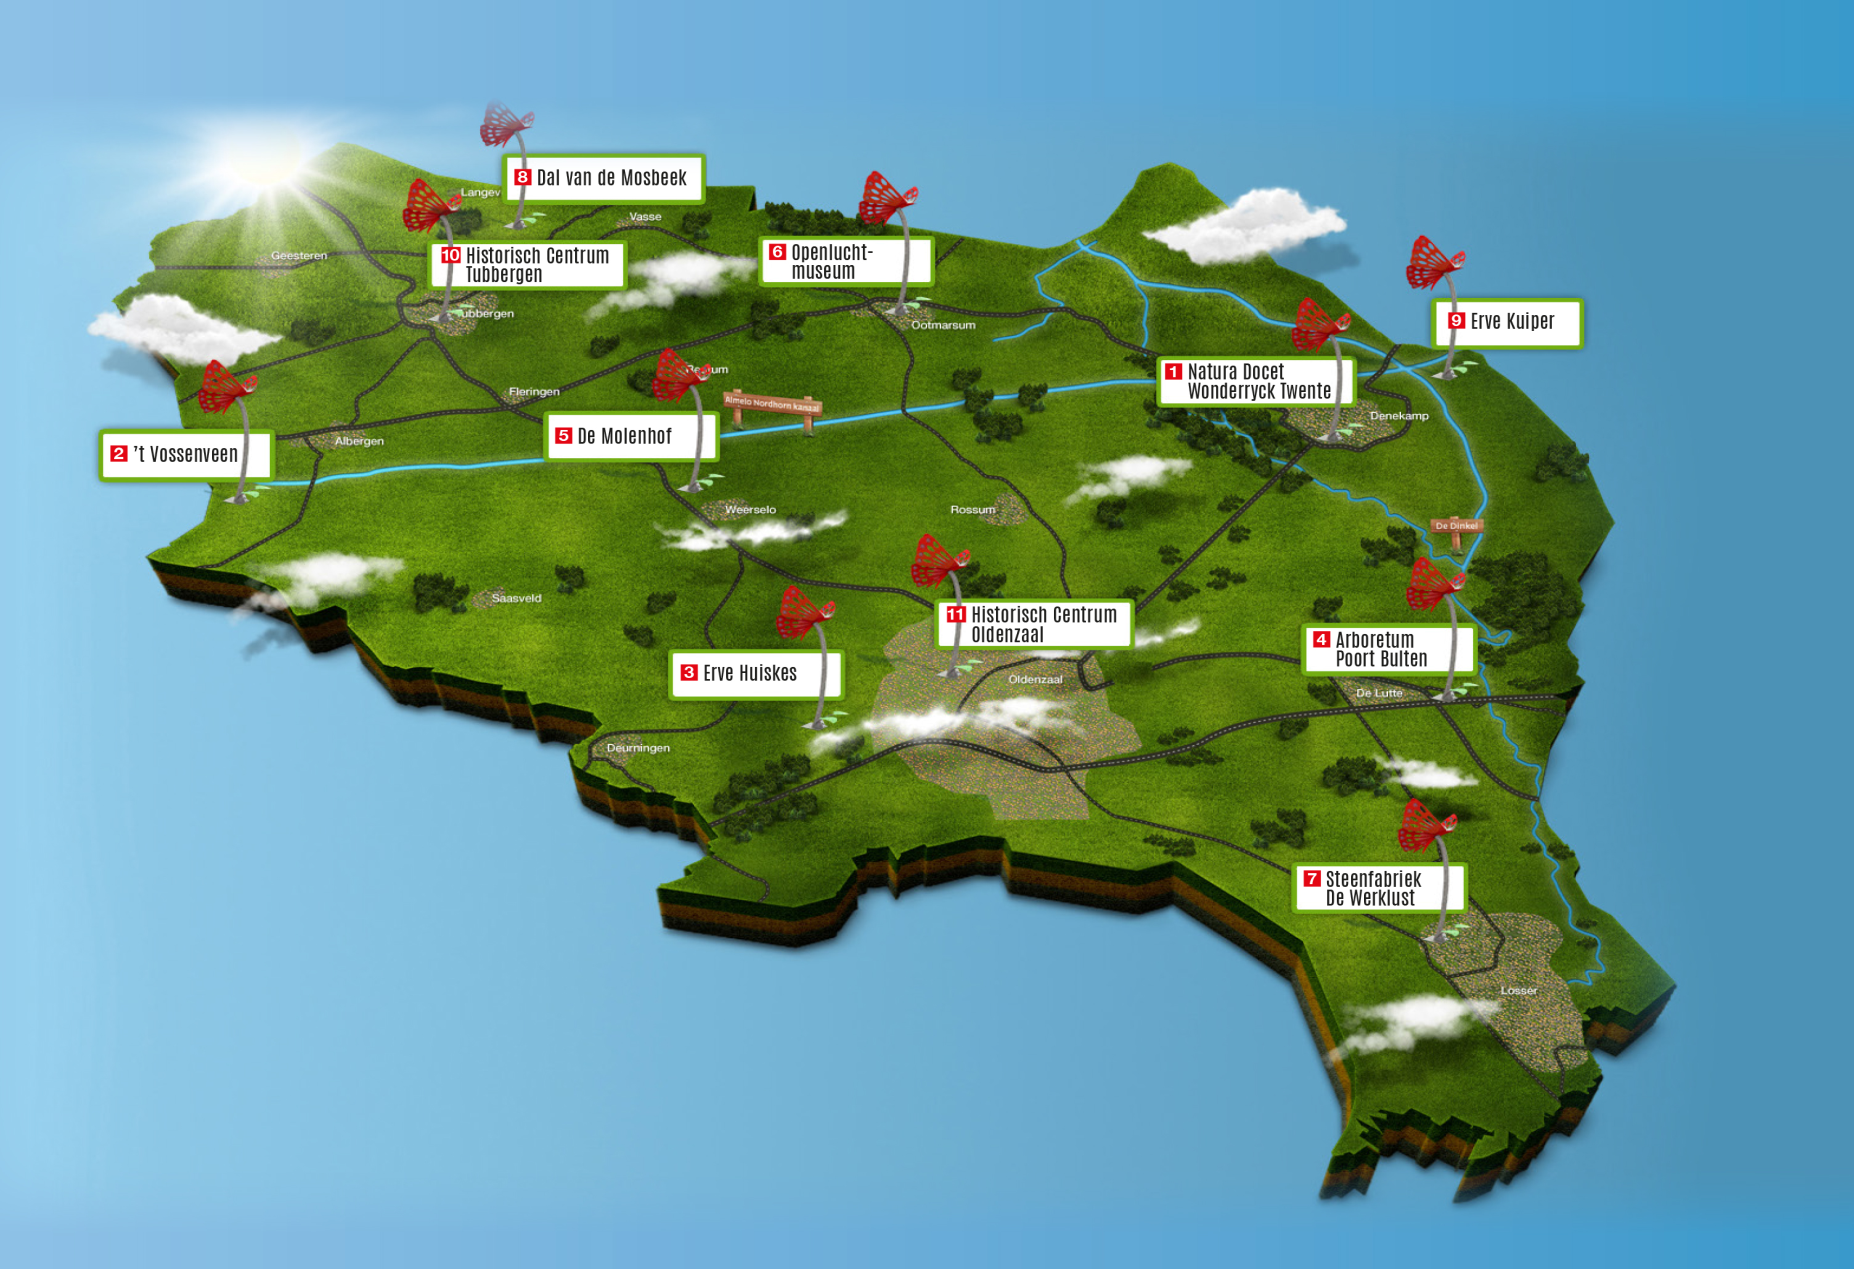 8 Dal van de Mosbeek
Vasse
10 Historisch Centrum
Tubbergen
6 Openlucht-
museum
Geesteren
Ootmarsum
9 Erve Kuiper
1 Natura Docet
Wonderryck Twente
Denekamp
Fleringen
Almelo Nordhorn kanaal
5 De Molenhof
Albergen
2 't Vossenveen
Weerselo
Rossum
De Dinkel
Saasveld
11 Historisch Centrum
Oldenzaal
4 Arboretum
Poort Bulten
3 Erve Huiskes
Oldenzaal
De Lutte
Deurningen
7 Steenfabriek
De Werklust
Losser